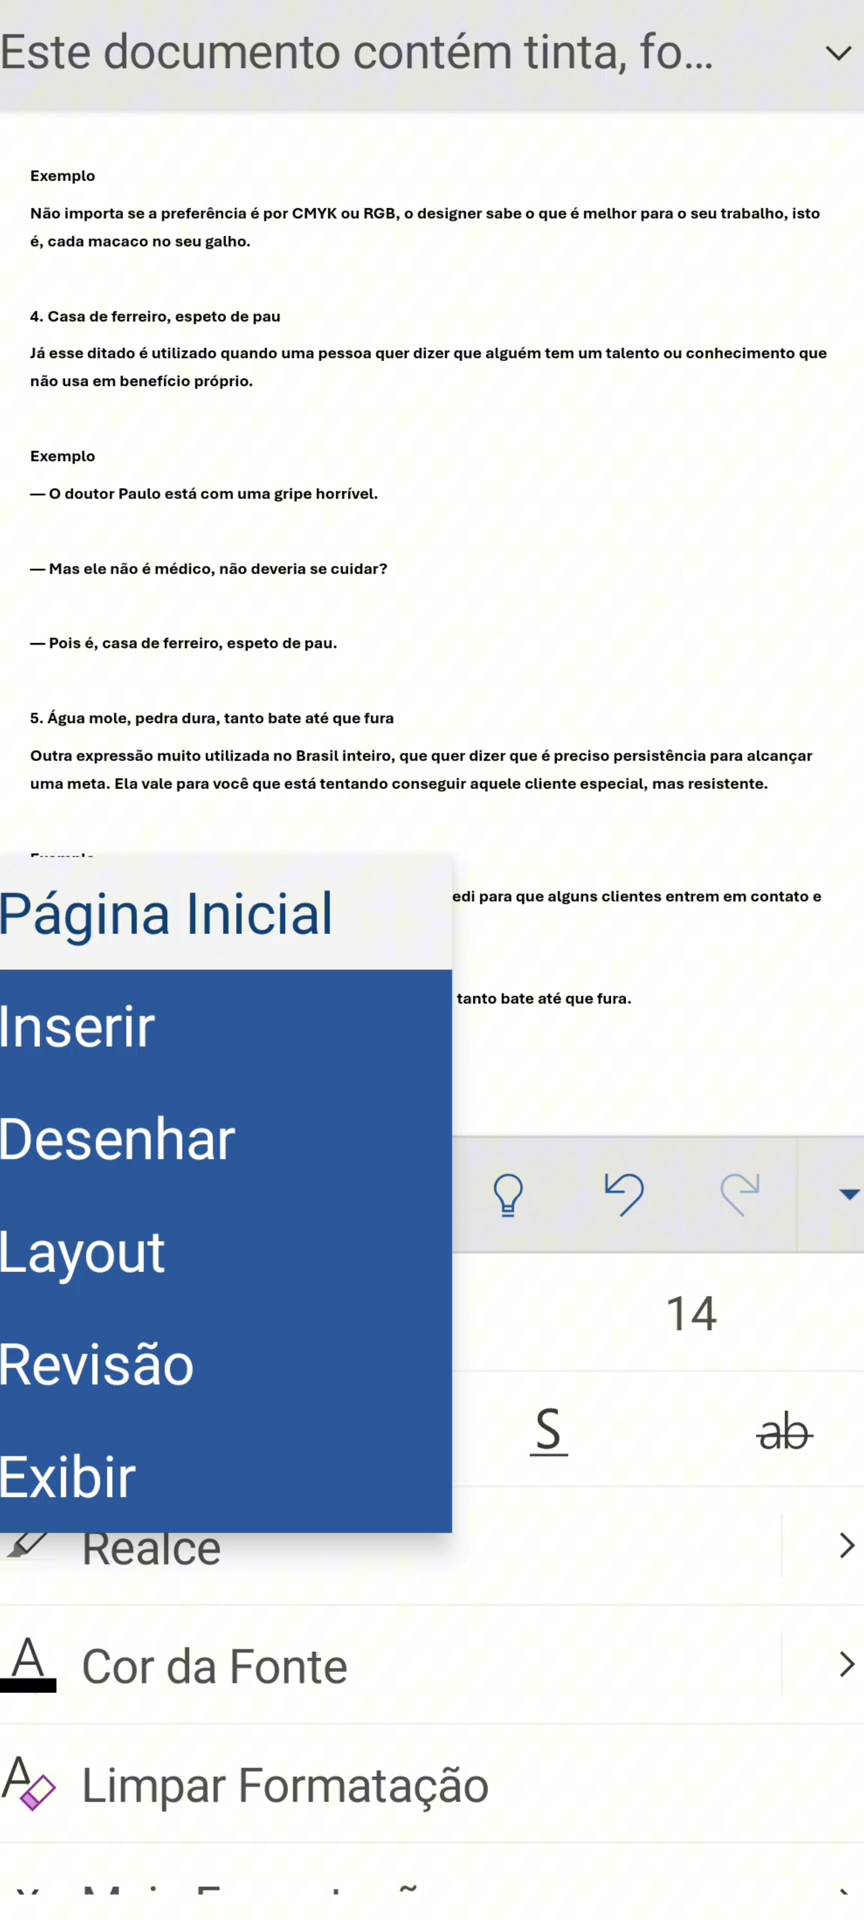 Este documento contém tinta, fo...
Exemplo
Não importa se a preferência é por CMYK ou RGB, o designer sabe o que é melhor para o seu trabalho, isto
é, cada macaco no seu galho.
4. Casa de ferreiro, espeto de pau
Já esse ditado é utilizado quando uma pessoa quer dizer que alguém tem um talento ou conhecimento que
não usa em benefício próprio.
Exemplo
— O doutor Paulo está com uma gripe horrível.
— Mas ele não é médico, não deveria se cuidar?
— Pois é, casa de ferreiro, espeto de pau.
5. Água mole, pedra dura, tanto bate até que fura
Outra expressão muito utilizada no Brasil inteiro, que quer dizer que é preciso persistência para alcançar
uma meta. Ela vale para você que está tentando conseguir aquele cliente especial, mas resistente.
edi para que alguns clientes entrem em contato e
tanto bate até que fura.
Página Inicial
Inserir
Desenhar
Layout
Revisão
Exibir
14
S
ab
Realce
A Cor da Fonte
A Limpar Formatação